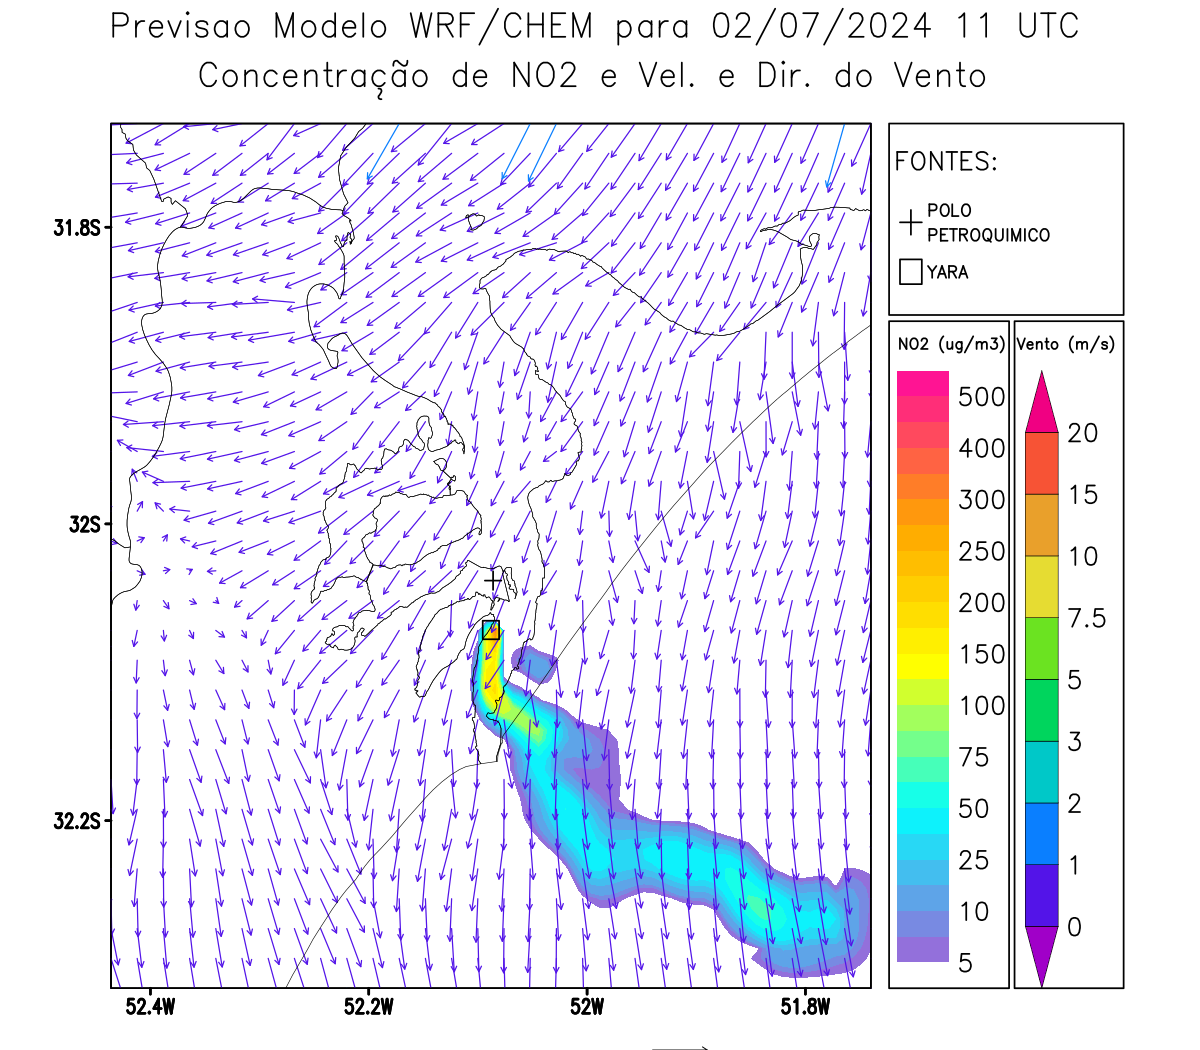 Previsao Modelo WRF/CHEM para 02/07/2024 11 UTC
Concentração de NO2 e Vel. e Dir. do Vento
FONTES:
POLO
PETROQUIMICO
YARA
NO2 (ug/m3)
500
400
300
250
200
150
100
75
50
25
10
5
Vento (m/s)
20
15
10
7.5
5
3
2
1
0
31.8S
32S
32.2S
52.4W
52.2W
52W
51.8W